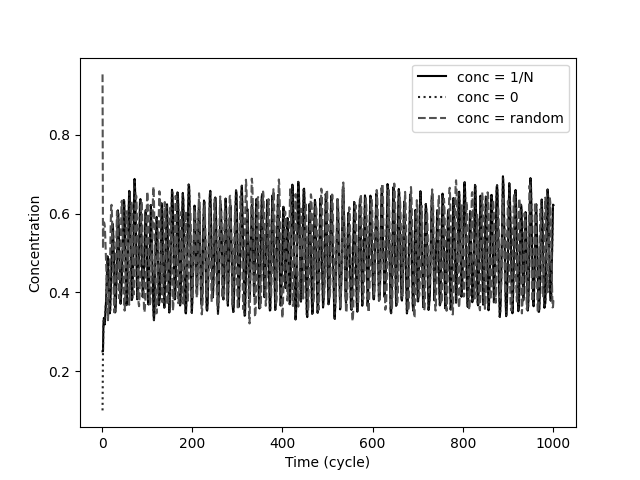 conc = 1/N
conc = 0
conc = random
Concentration
0.8
0.6
0.4
0.2
0 200 400 600 800 1000
Time (cycle)